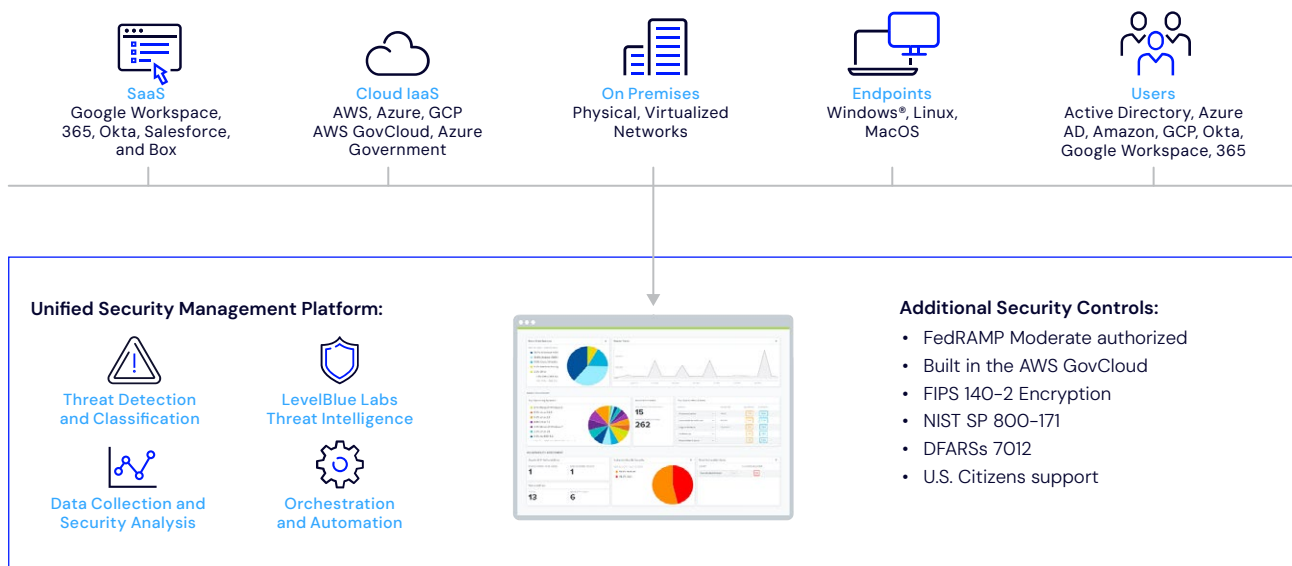 SaaS
Google Workspace,
365, Okta, Salesforce,
and Box
Cloud IaaS
AWS, Azure, GCP
AWS GovCloud, Azure
Government
On Premises
Physical, Virtualized
Networks
Endpoints
Windows®, Linux,
MacOS
Users
Active Directory, Azure
AD, Amazon, GCP, Okta,
Google Workspace, 365
Unified Security Management Platform:
Threat Detection
and Classification
LevelBlue Labs
Threat Intelligence
Data Collection and
Security Analysis
Orchestration
and Automation
15
262
1
1
13
6
Additional Security Controls:
• FedRAMP Moderate authorized
• Built in the AWS GovCloud
• FIPS 140-2 Encryption
• NIST SP 800-171
• DFARSs 7012
• U.S. Citizens support